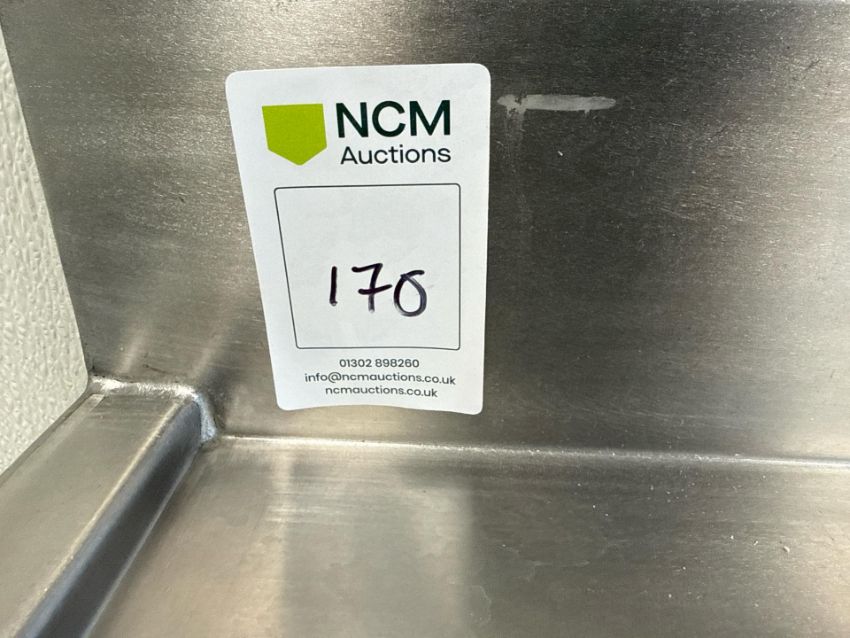 NCM
Auctions
170
01302 898260
info@ncmauctions.co.uk
ncmauctions.co.uk